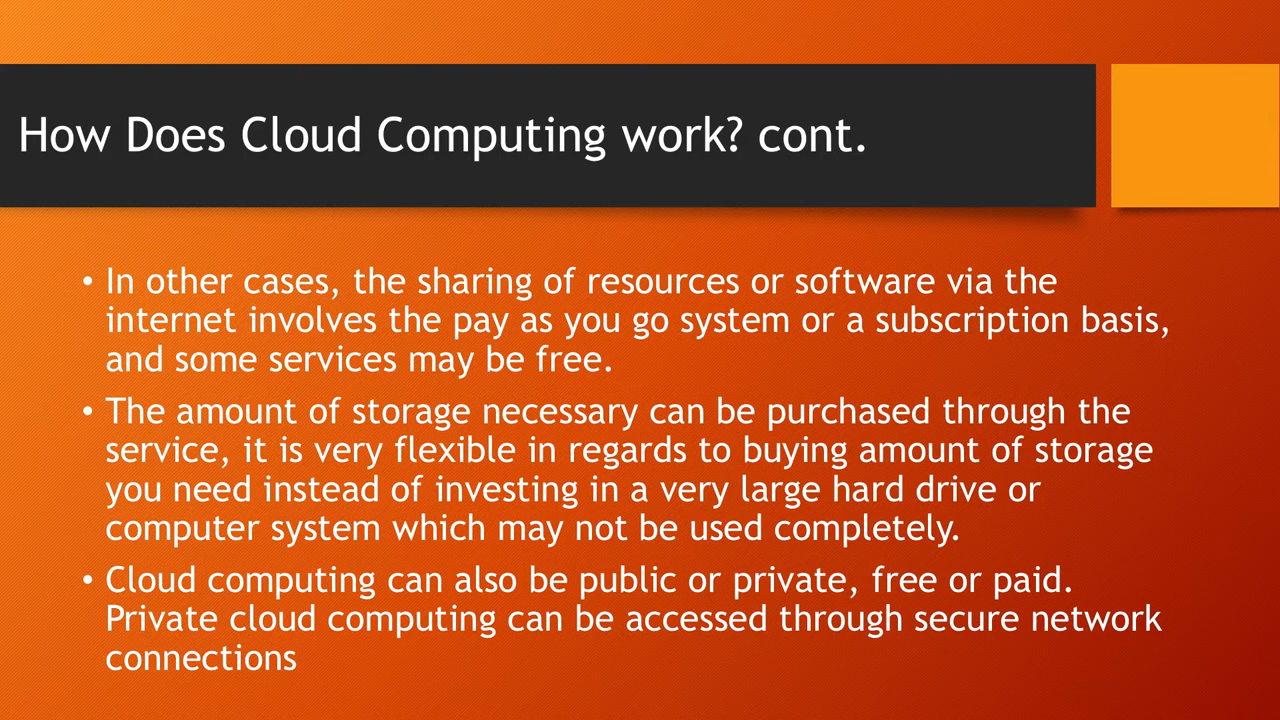 How Does Cloud Computing work? cont.
• In other cases, the sharing of resources or software via the
internet involves the pay as you go system or a subscription basis,
and some services may be free.
• The amount of storage necessary can be purchased through the
service, it is very flexible in regards to buying amount of storage
you need instead of investing in a very large hard drive or
computer system which may not be used completely.
• Cloud computing can also be public or private, free or paid.
Private cloud computing can be accessed through secure network
connections